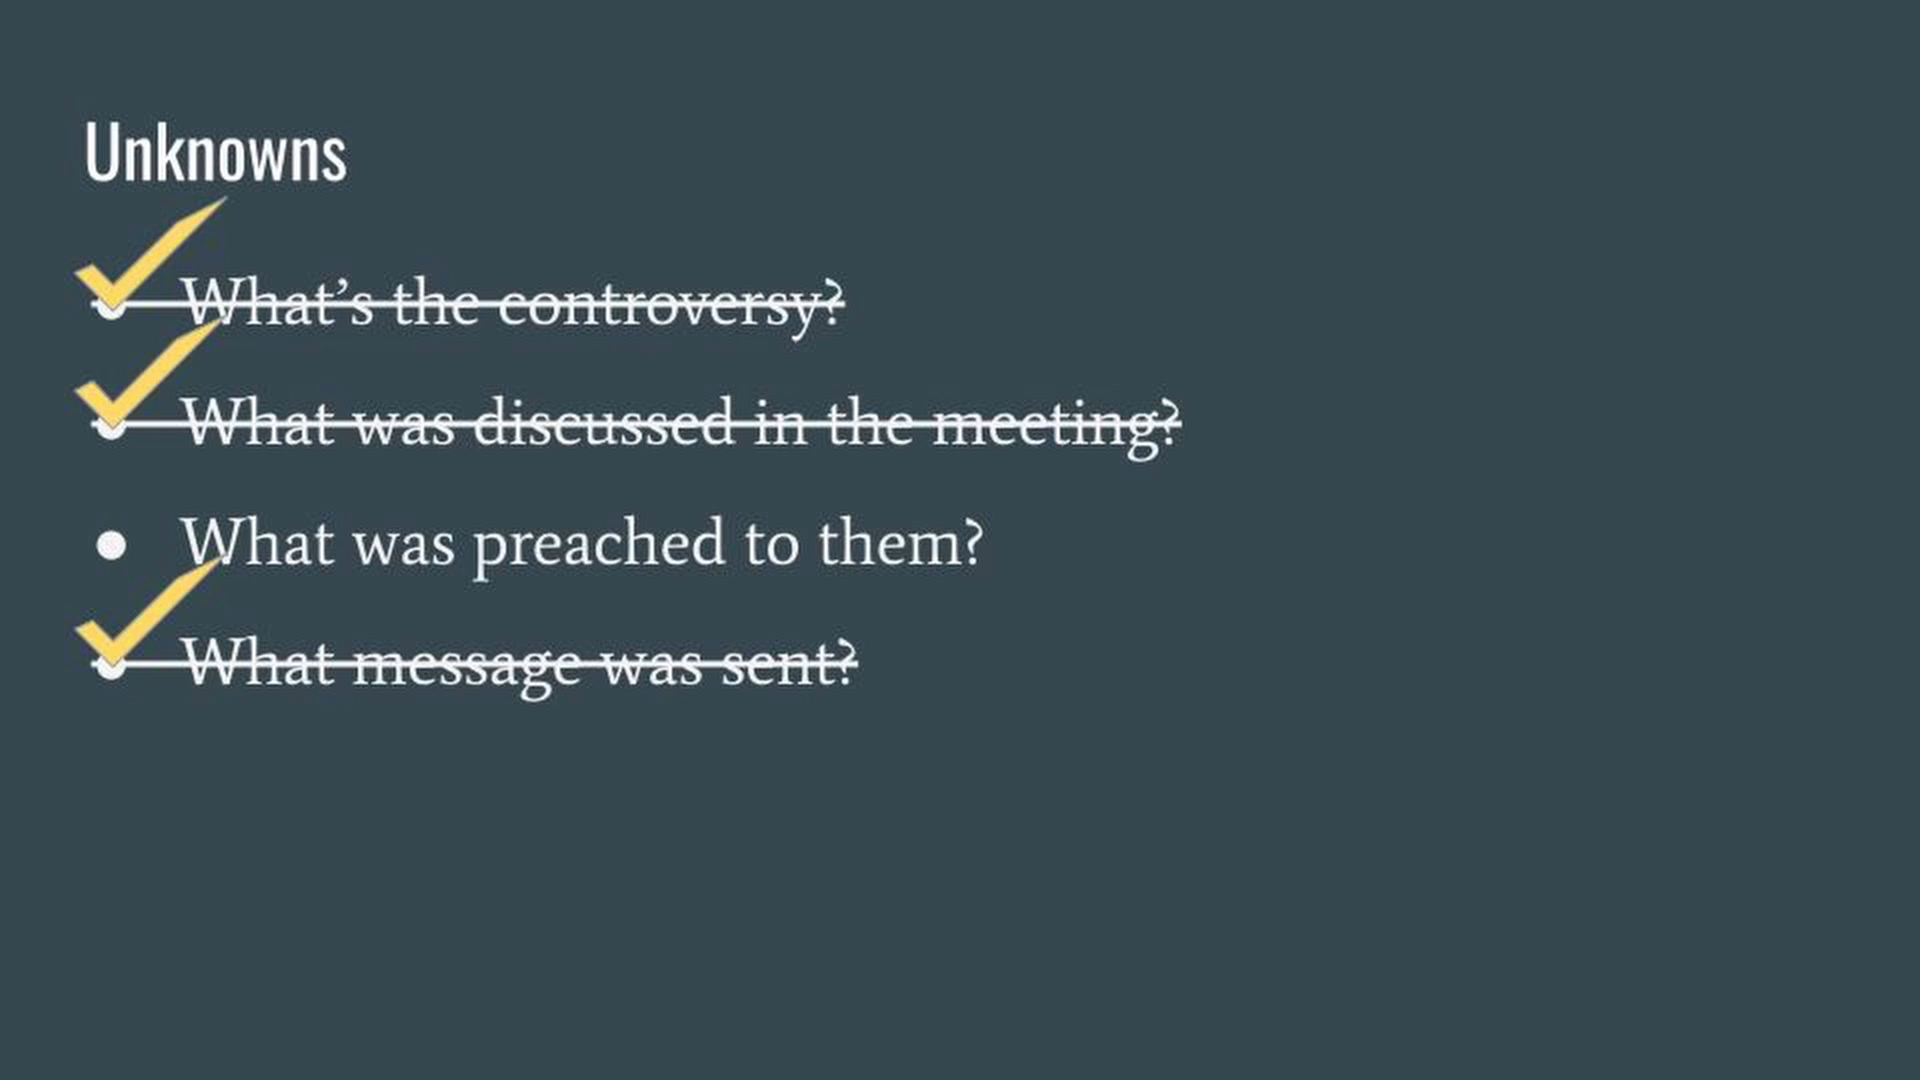 Unknowns
What’s the controversy?
What was discussed in the meeting?
What was preached to them?
What message was sent?